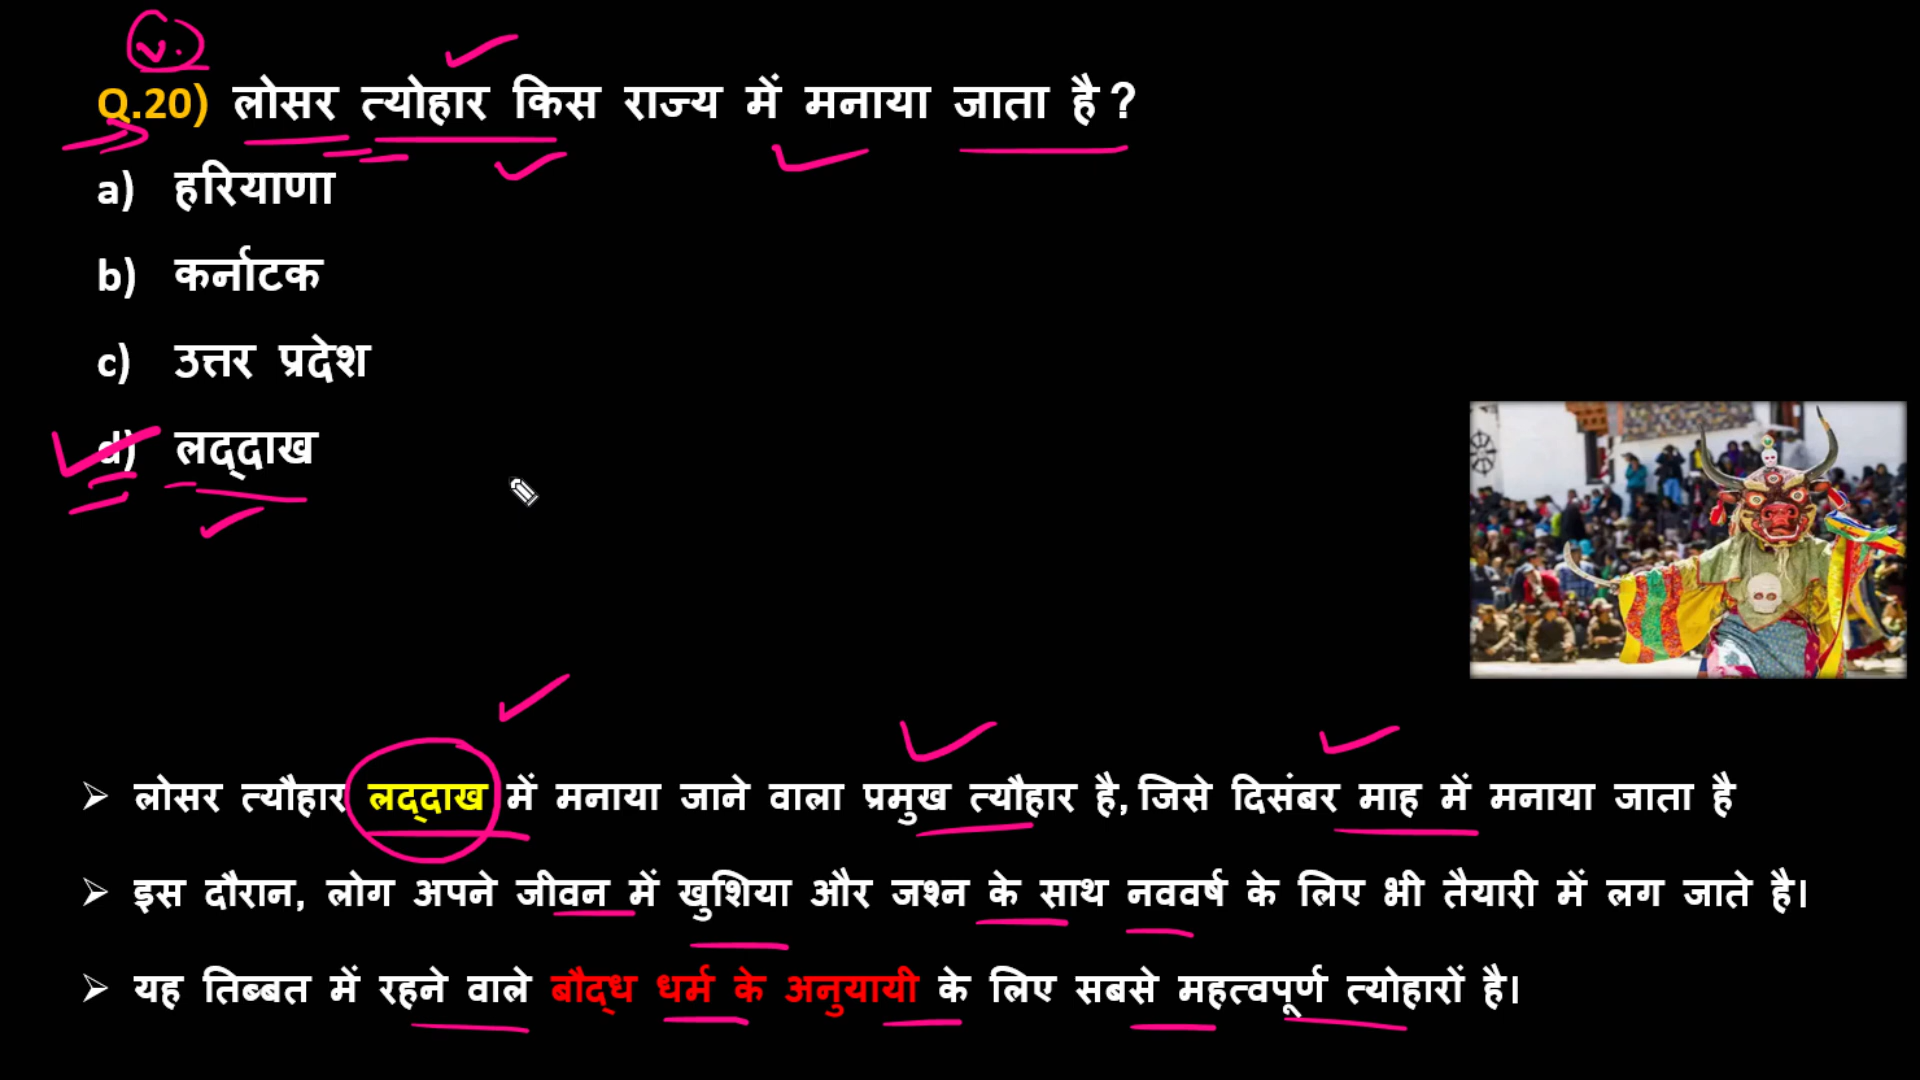 v.
Q.20) लोसर त्योहार किस राज्य में मनाया जाता है ?
a) हरियाणा
b) कर्नाटक
c) उत्तर प्रदेश
d) लद्दाख
➢ लोसर त्यौहार लद्दाख में मनाया जाने वाला प्रमुख त्यौहार है, जिसे दिसंबर माह में मनाया जाता है
➢ इस दौरान, लोग अपने जीवन में खुशिया और जश्न के साथ नववर्ष के लिए भी तैयारी में लग जाते है।
➢ यह तिब्बत में रहने वाले बौद्ध धर्म के अनुयायी के लिए सबसे महत्वपूर्ण त्योहारों है।